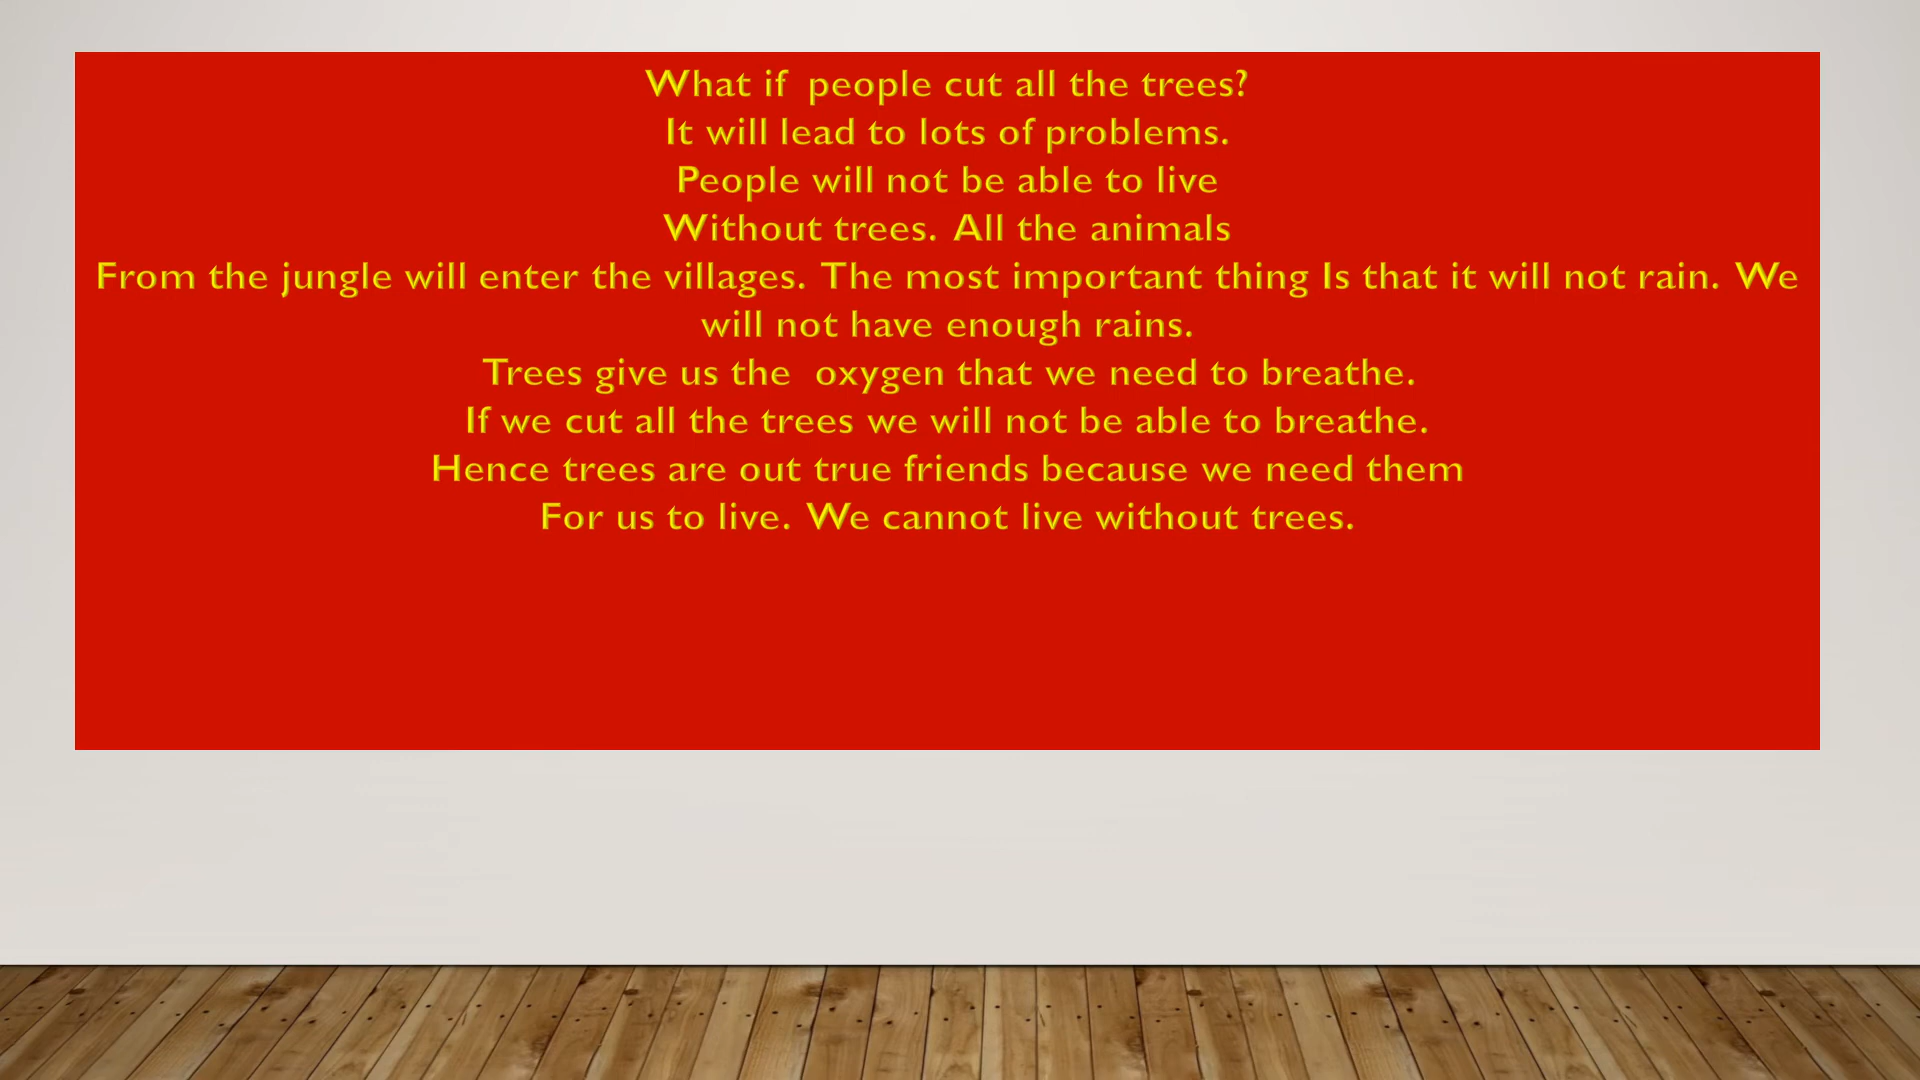 What if  people cut all the trees?
It will lead to lots of problems.
People will not be able to live
Without trees.  All the animals
From the jungle will enter the villages.  The most important thing Is that it will not rain.  We
will not have enough rains.
Trees give us the  oxygen that we need to breathe.
If we cut all the trees we will not be able to breathe.
Hence trees are out true friends because we need them
For us to live.  We cannot live without trees.